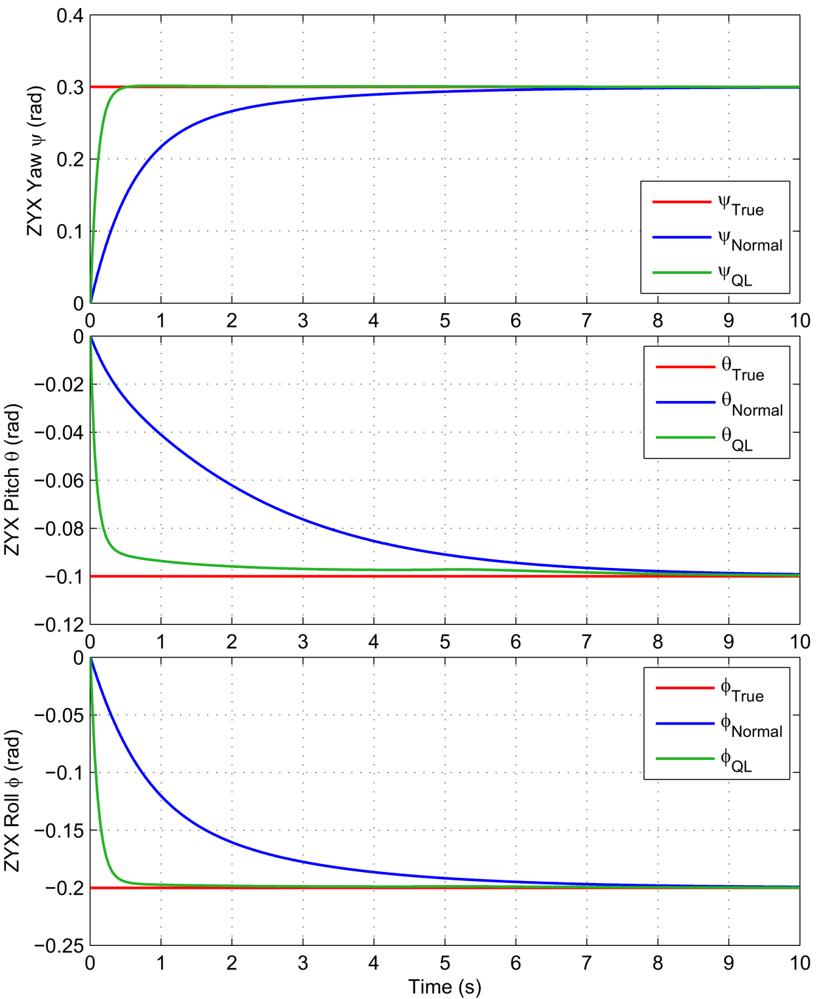 0.4
0.3
0.2
0.1
0
ZYX Yaw ψ (rad)
ψTrue
ψNormal
ψQL
0 1 2 3 4 5 6 7 8 9 10
0
−0.02
−0.04
−0.06
−0.08
−0.1
−0.12
ZYX Pitch θ (rad)
θTrue
θNormal
θQL
0 1 2 3 4 5 6 7 8 9 10
0
−0.05
−0.1
−0.15
−0.2
−0.25
ZYX Roll ϕ (rad)
ϕTrue
ϕNormal
ϕQL
0 1 2 3 4 5 6 7 8 9 10
Time (s)